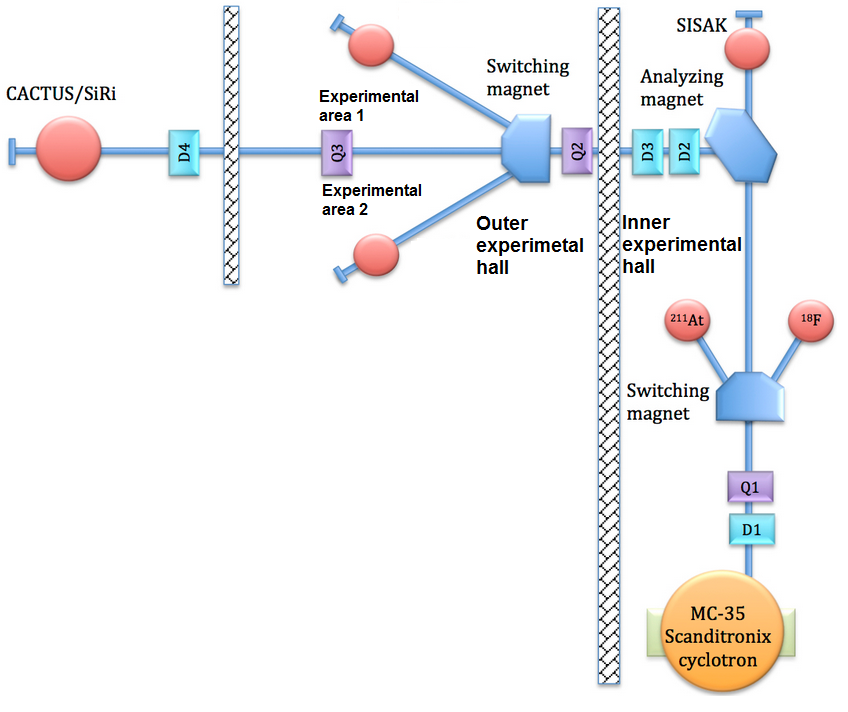 SISAK
Switching
magnet
Analyzing
magnet
CACTUS/SiRi
Experimental
area 1
D4
Q3
Q2
D3
D2
Experimental
area 2
Outer
experimetal
hall
Inner
experimental
hall
²¹¹At
¹⁸F
Switching
magnet
Q1
D1
MC-35
Scanditronix
cyclotron